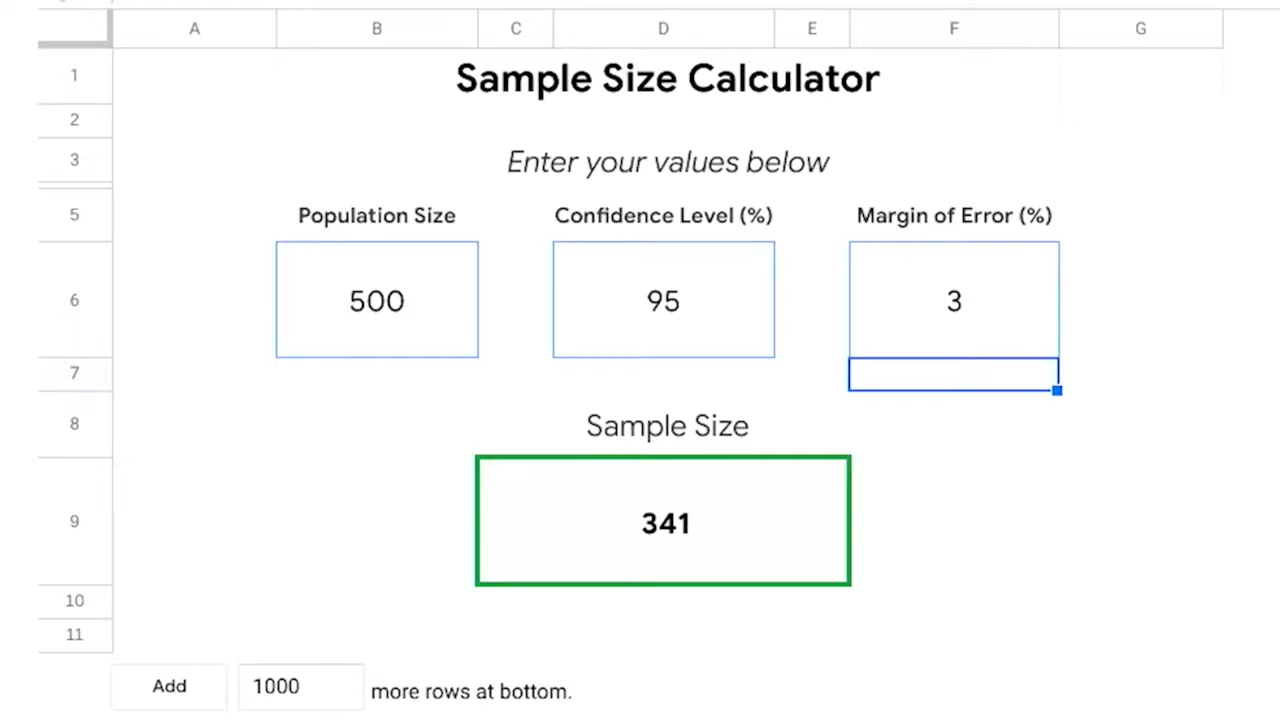 A B C D E F G
1 Sample Size Calculator
2
3 Enter your values below
5 Population Size Confidence Level (%) Margin of Error (%)
6 500 95 3
7
8 Sample Size
9 341
10
11
Add 1000 more rows at bottom.